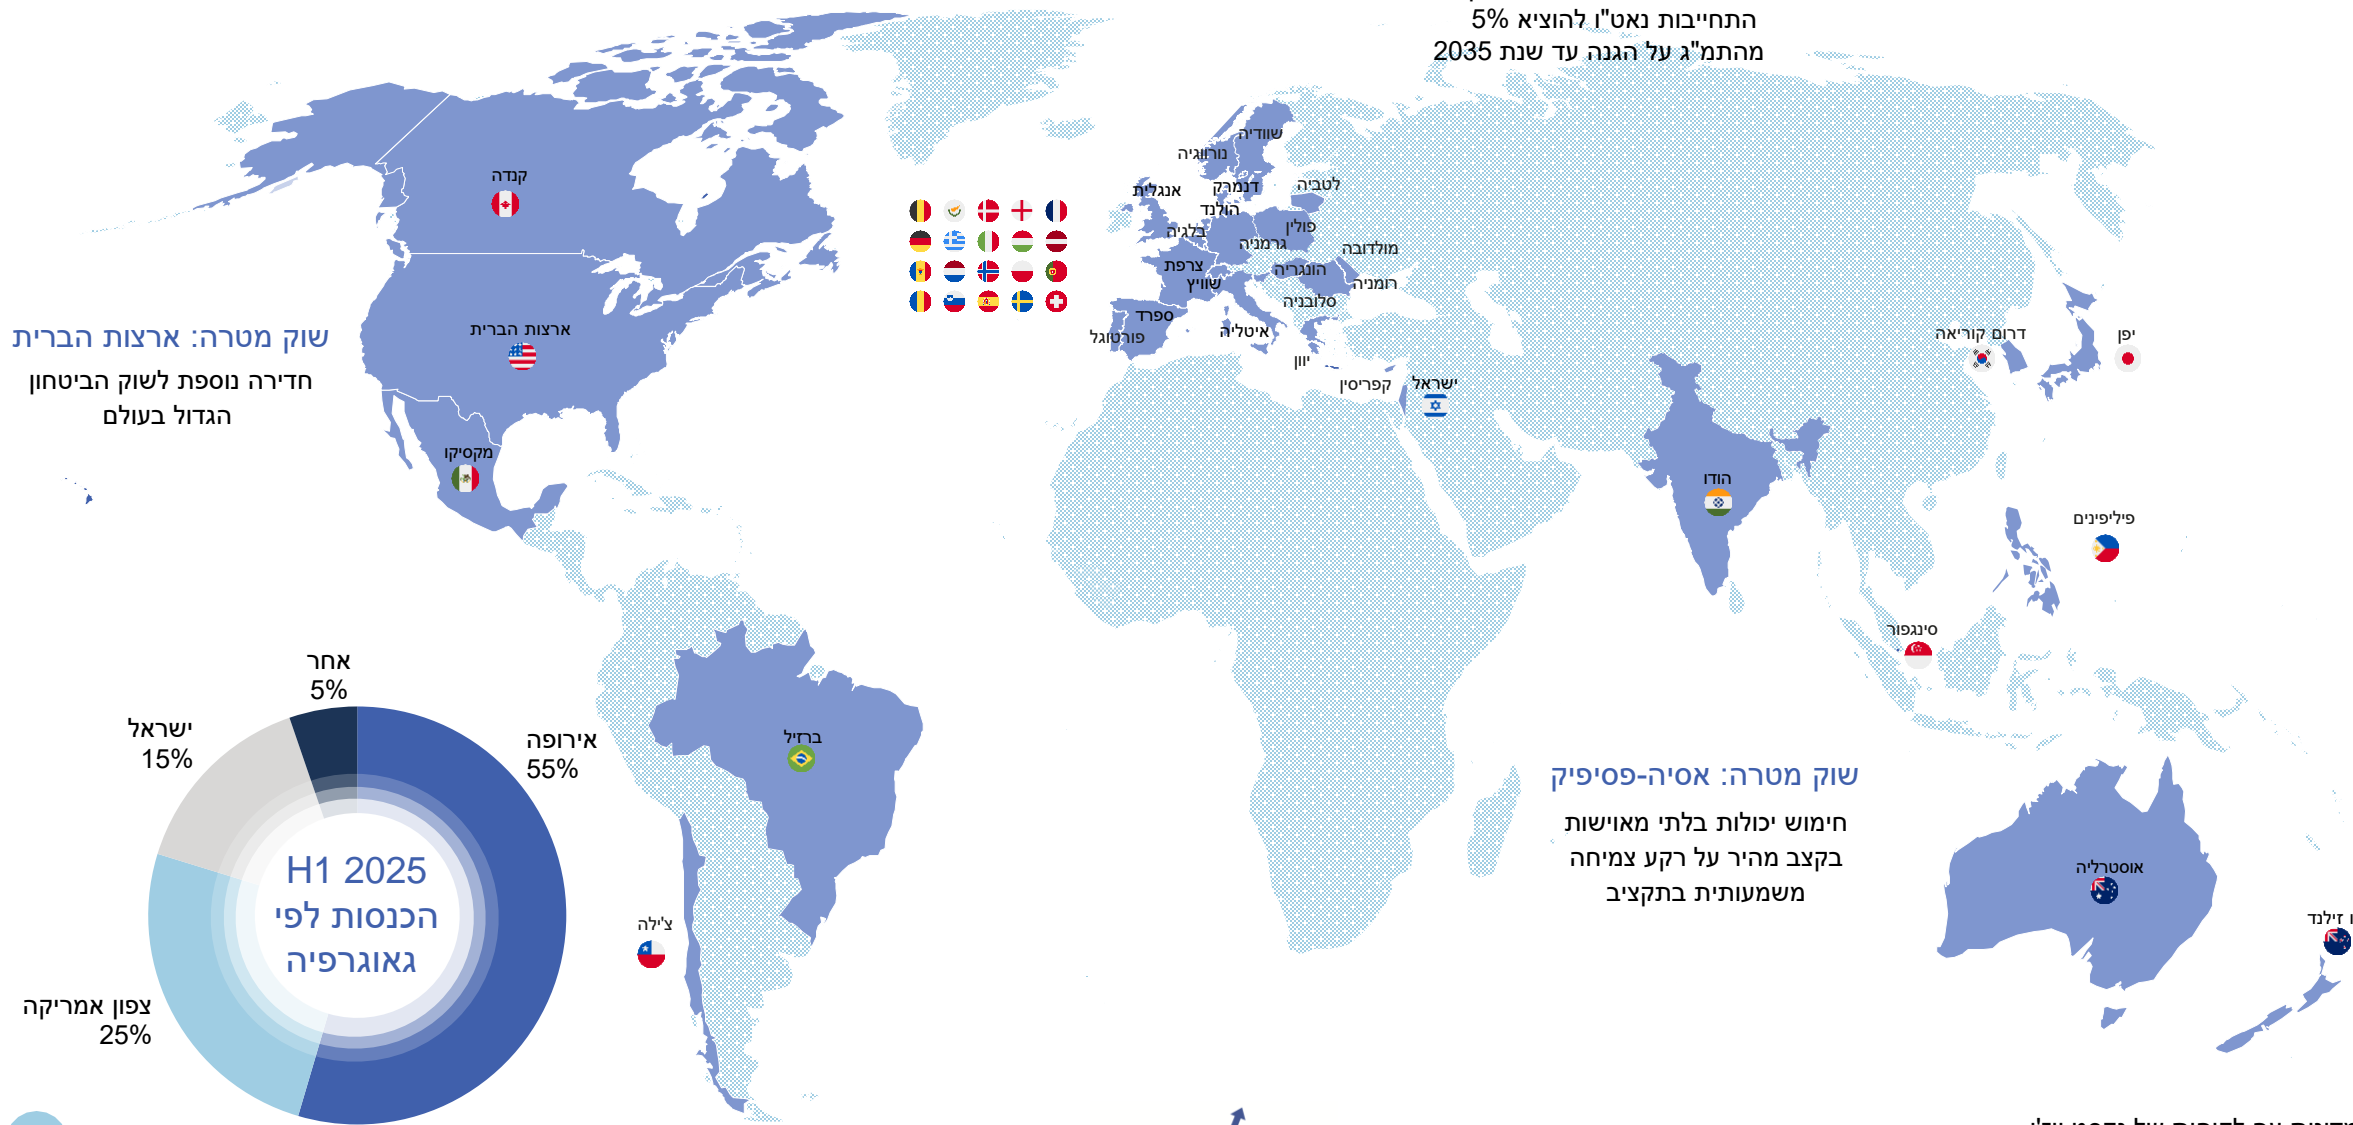 התחייבות נאט"ו להוציא 5%
מהתמ"ג על הגנה עד שנת 2035
שוודיה
נורווגיה
קנדה
אנגלית
דנמרק
לטביה
הולנד
בלגיה
פולין
גרמניה
מולדובה
צרפת
הונגריה
שוויץ
רומניה
סלובניה
ספרד
איטליה
פורטוגל
יוון
קפריסין
ישראל
ארצות הברית
שוק מטרה: ארצות הברית
חדירה נוספת לשוק הביטחון
הגדול בעולם
מקסיקו
דרום קוריאה
יפן
הודו
פיליפינים
סינגפור
ברזיל
צ'ילה
שוק מטרה: אסיה-פסיפיק
חימוש יכולות בלתי מאוישות
בקצב מהיר על רקע צמיחה
משמעותית בתקציב
אוסטרליה
זילנד
אחר
5%
ישראל
15%
אירופה
55%
צפון אמריקה
25%
H1 2025
הכנסות לפי
גאוגרפיה